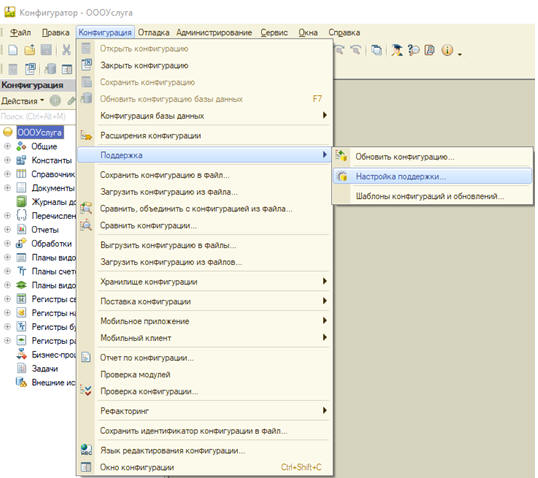 Конфигуратор - ОООУслуга
Файл Правка Конфигурация Отладка Администрирование Сервис Окна Справка
Конфигурация
Действия
Поиск (Ctrl+Alt+M)
ОООУслуга
Общие
Константы
Справочник
Документы
Журналы до
Перечислен
Отчеты
Обработки
Планы видо
Планы счет
Планы видо
Регистры св
Регистры на
Регистры бу
Регистры ра
Бизнес-про
Задачи
Внешние ис
Открыть конфигурацию
Закрыть конфигурацию
Сохранить конфигурацию
Обновить конфигурацию базы данных F7
Конфигурация базы данных
Расширения конфигурации
Поддержка
Сохранить конфигурацию в файл...
Загрузить конфигурацию из файла...
Сравнить, объединить с конфигурацией из файла...
Сравнить конфигурации...
Выгрузить конфигурацию в файлы...
Загрузить конфигурацию из файлов...
Хранилище конфигурации
Поставка конфигурации
Мобильное приложение
Мобильный клиент
Отчет по конфигурации...
Проверка модулей
Проверка конфигурации...
Рефакторинг
Сохранить идентификатор конфигурации в файл...
Язык редактирования конфигурации...
Окно конфигурации Ctrl+Shift+C
Обновить конфигурацию...
Настройка поддержки...
Шаблоны конфигураций и обновлений...